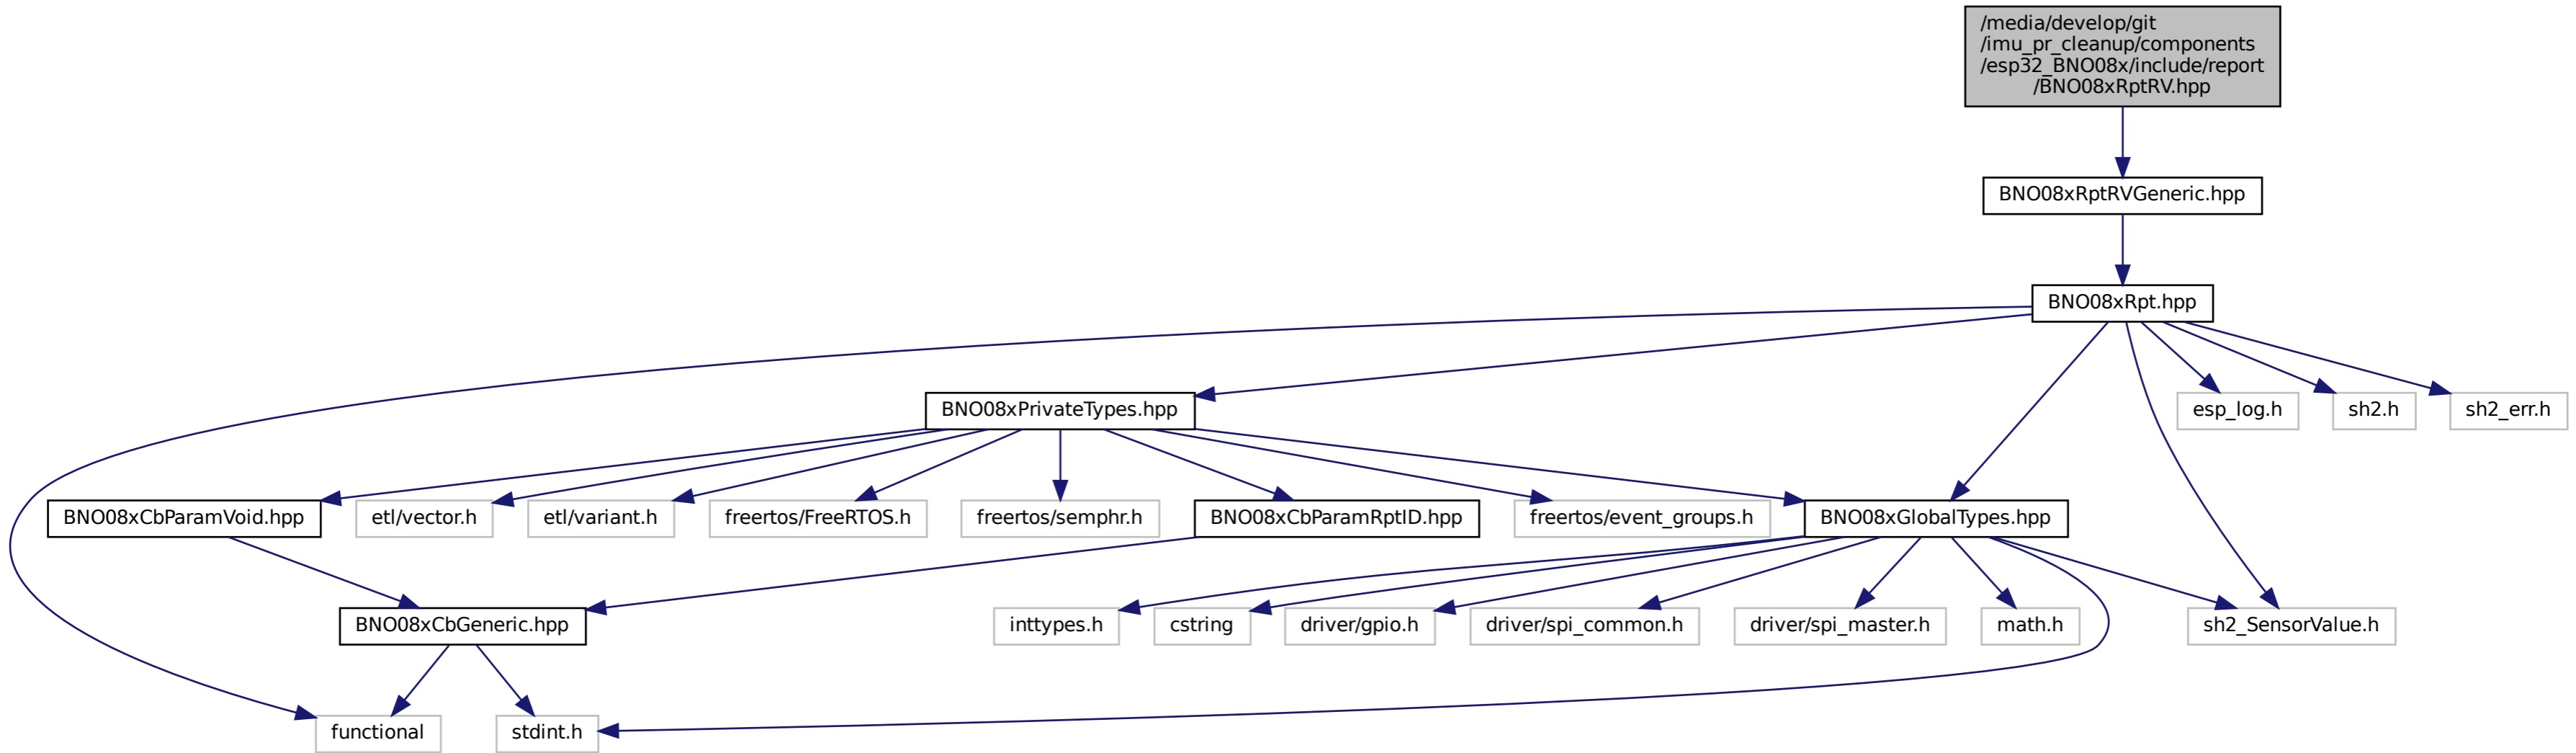 /media/develop/git
/imu_pr_cleanup/components
/esp32_BNO08x/include/report
/BNO08xRptRV.hpp
BNO08xRptRVGeneric.hpp
BNO08xRpt.hpp
BNO08xPrivateTypes.hpp
esp_log.h
sh2.h
sh2_err.h
BNO08xCbParamVoid.hpp
etl/vector.h
etl/variant.h
freertos/FreeRTOS.h
freertos/semphr.h
BNO08xCbParamRptID.hpp
freertos/event_groups.h
BNO08xGlobalTypes.hpp
BNO08xCbGeneric.hpp
inttypes.h
cstring
driver/gpio.h
driver/spi_common.h
driver/spi_master.h
math.h
sh2_SensorValue.h
functional
stdint.h